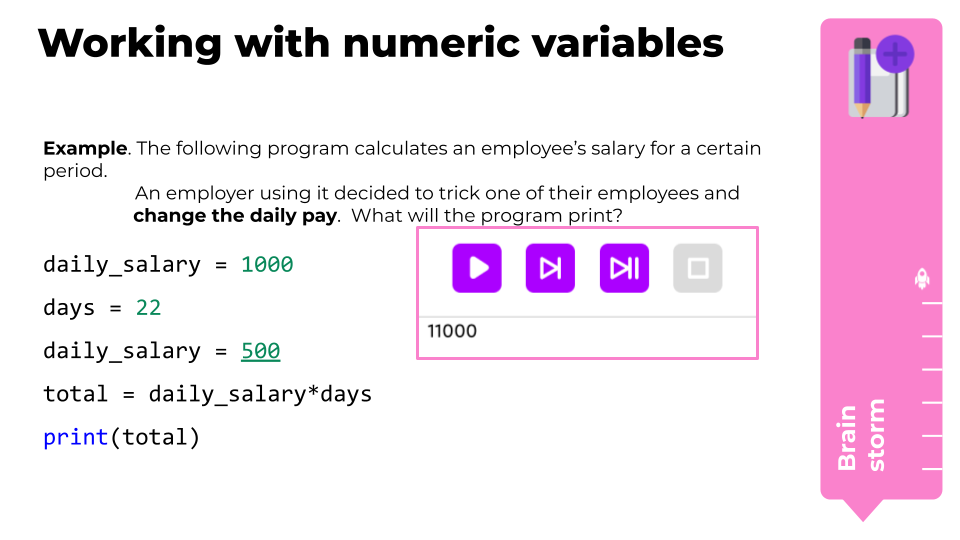 Working with numeric variables
Example. The following program calculates an employee’s salary for a certain
period.
An employer using it decided to trick one of their employees and
change the daily pay. What will the program print?
daily_salary = 1000
days = 22
daily_salary = 500
total = daily_salary*days
print(total)
11000
Brain
storm